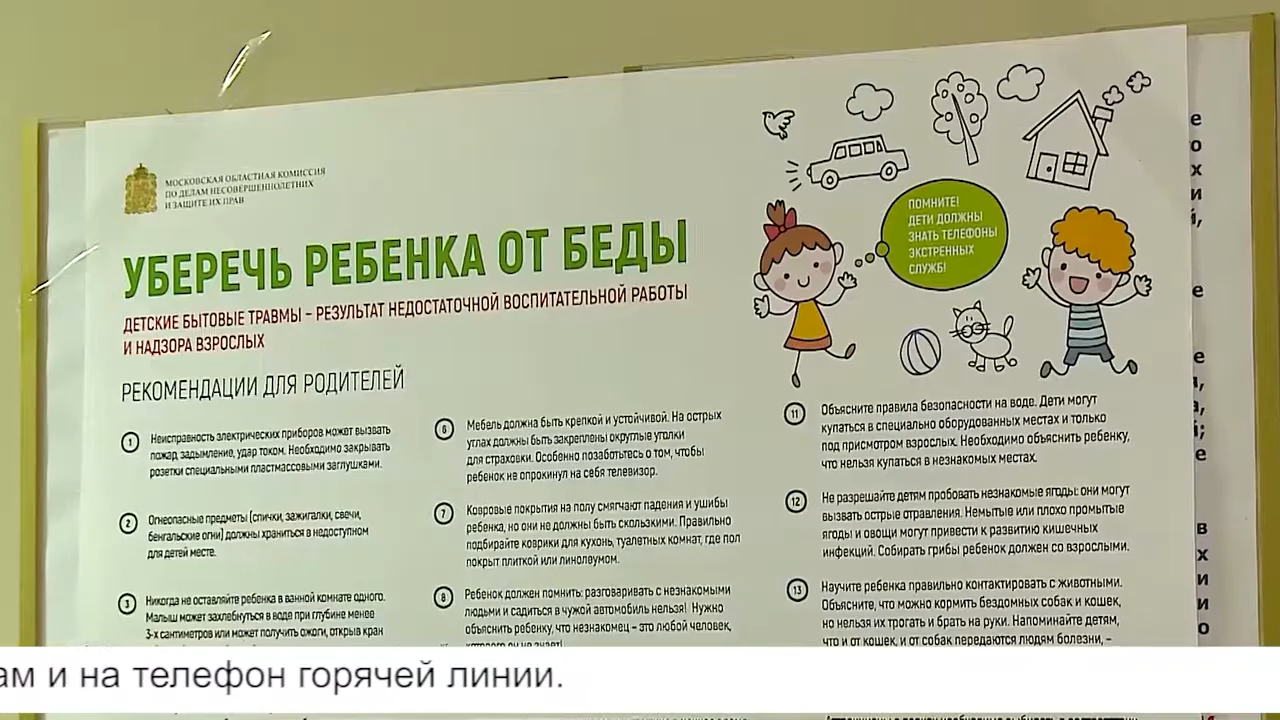 МОСКОВСКАЯ ОБЛАСТНАЯ КОМИССИЯ
ПО ДЕЛАМ НЕСОВЕРШЕННОЛЕТНИХ
И ЗАЩИТЕ ИХ ПРАВ
УБЕРЕЧЬ РЕБЕНКА ОТ БЕДЫ
ДЕТСКИЕ БЫТОВЫЕ ТРАВМЫ – РЕЗУЛЬТАТ НЕДОСТАТОЧНОЙ ВОСПИТАТЕЛЬНОЙ РАБОТЫ
И НАДЗОРА ВЗРОСЛЫХ
ПОМНИТЕ!
ДЕТИ ДОЛЖНЫ
ЗНАТЬ ТЕЛЕФОНЫ
ЭКСТРЕННЫХ
СЛУЖБ!
РЕКОМЕНДАЦИИ ДЛЯ РОДИТЕЛЕЙ
1 Неисправность электрических приборов может вызвать
пожар, задымление, удар током. Необходимо закрывать
розетки специальными пластмассовыми заглушками.
2 Огнеопасные предметы (спички, зажигалки, свечи,
бенгальские огни) должны храниться в недоступном
для детей месте.
3 Никогда не оставляйте ребенка в ванной комнате одного.
Малыш может захлебнуться в воде при глубине менее
3-х сантиметров или может получить ожоги, открыв кран
6 Мебель должна быть крепкой и устойчивой. На острых
углах должны быть закреплены округлые уголки
для страховки. Особенно позаботьтесь о том, чтобы
ребенок не опрокинул на себя телевизор.
7 Ковровые покрытия на полу смягчают падения и ушибы
ребенка, но они не должны быть скользкими. Правильно
подбирайте коврики для кухонь, туалетных комнат, где пол
покрыт плиткой или линолеумом.
8 Ребенок должен помнить: разговаривать с незнакомыми
людьми и садиться в чужой автомобиль нельзя! Нужно
объяснить ребенку, что незнакомец – это любой человек,
которого он не знает!
11 Объясните правила безопасности на воде. Дети могут
купаться в специально оборудованных местах и только
под присмотром взрослых. Необходимо объяснить ребенку,
что нельзя купаться в незнакомых местах.
12 Не разрешайте детям пробовать незнакомые ягоды: они могут
вызвать острые отравления. Немытые или плохо промытые
ягоды и овощи могут привести к развитию кишечных
инфекций. Собирать грибы ребенок должен со взрослыми.
13 Научите ребенка правильно контактировать с животными.
Объясните, что можно кормить бездомных собак и кошек,
но нельзя их трогать и брать на руки. Напоминайте детям,
что и от кошек, и от собак передаются людям болезни, –
ам и на телефон горячей линии.